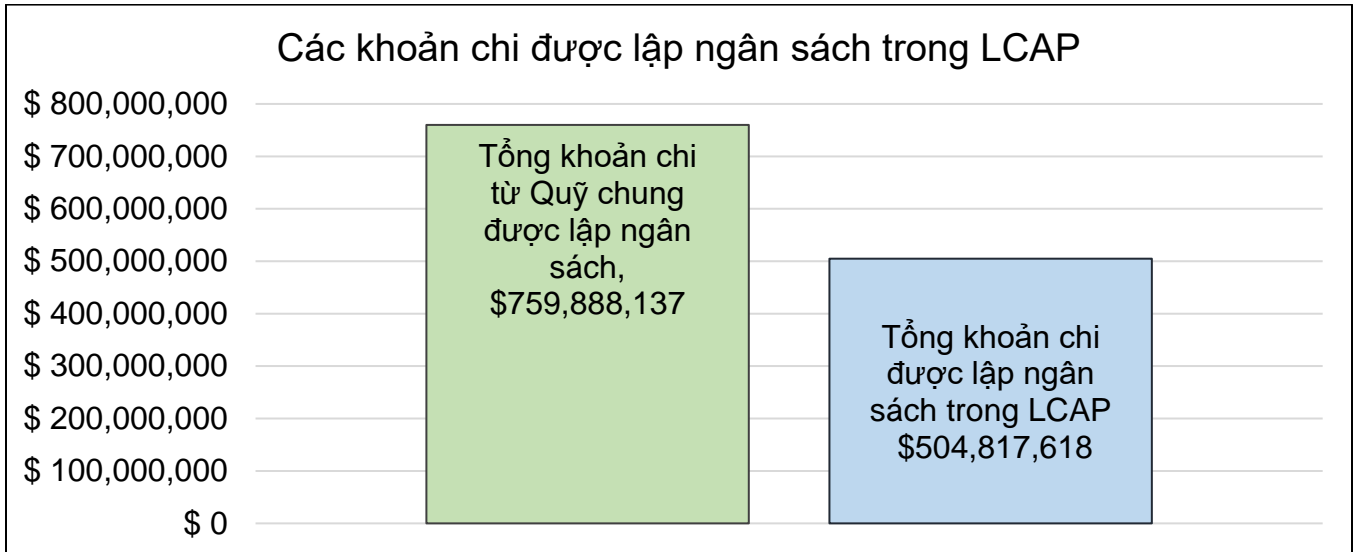 Các khoản chi được lập ngân sách trong LCAP
$ 800,000,000
$ 700,000,000
$ 600,000,000
$ 500,000,000
$ 400,000,000
$ 300,000,000
$ 200,000,000
$ 100,000,000
$ 0
Tổng khoản chi
từ Quỹ chung
được lập ngân
sách,
$759,888,137
Tổng khoản chi
được lập ngân
sách trong LCAP
$504,817,618